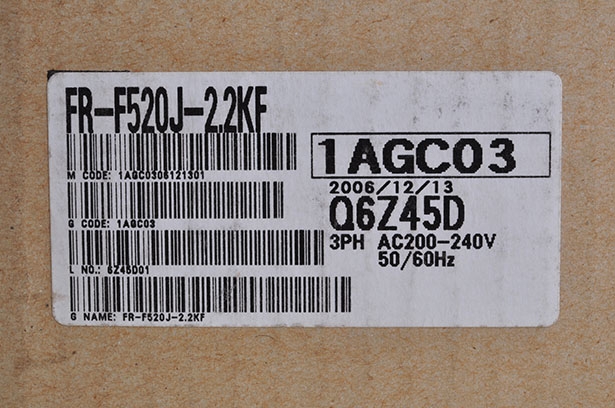 FR-F520J-2.2KF
M CODE: 1AGC0306121301
1AGC03
2006/12/13
G CODE: 1AGC03
Q6Z45D
3PH AC200-240V
50/60Hz
L NO.: 6Z45001
G NAME: FR-F520J-2.2KF